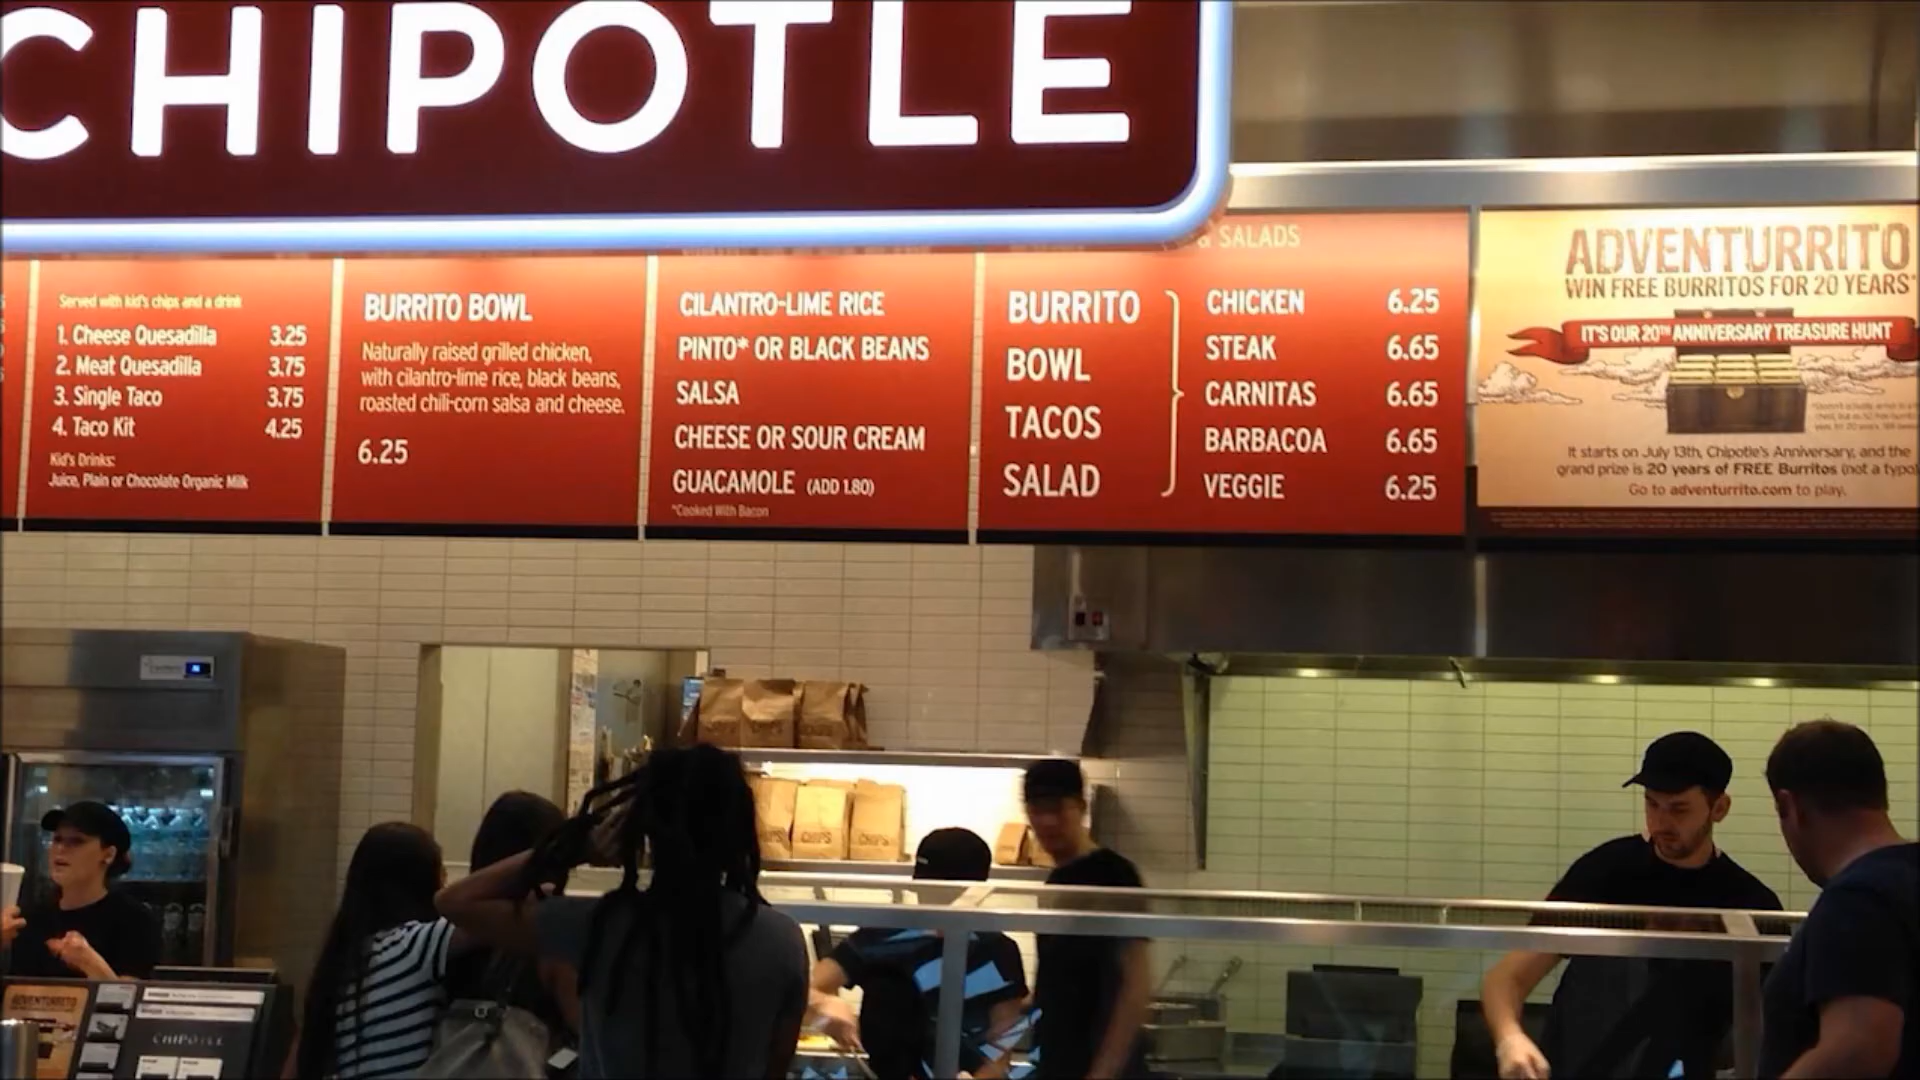 CHIPOTLE
Served with kid's chips and a drink
1. Cheese Quesadilla 3.25
2. Meat Quesadilla 3.75
3. Single Taco 3.75
4. Taco Kit 4.25
Kid's Drinks:
Juice, Plain or Chocolate Organic Milk
BURRITO BOWL
Naturally raised grilled chicken,
with cilantro-lime rice, black beans,
roasted chili-corn salsa and cheese.
6.25
CILANTRO-LIME RICE
PINTO* OR BLACK BEANS
SALSA
CHEESE OR SOUR CREAM
GUACAMOLE (ADD 1.80)
*Cooked With Bacon
& SALADS
BURRITO
BOWL
TACOS
SALAD
CHICKEN 6.25
STEAK 6.65
CARNITAS 6.65
BARBACOA 6.65
VEGGIE 6.25
ADVENTURRITO
WIN FREE BURRITOS FOR 20 YEARS*
IT'S OUR 20TH ANNIVERSARY TREASURE HUNT
It starts on July 13th, Chipotle's Anniversary, and the
grand prize is 20 years of FREE Burritos (not a typo)
Go to adventurrito.com to play.
CHIPS
CHIPS
ADVENTURRITO
CHIPOTLE